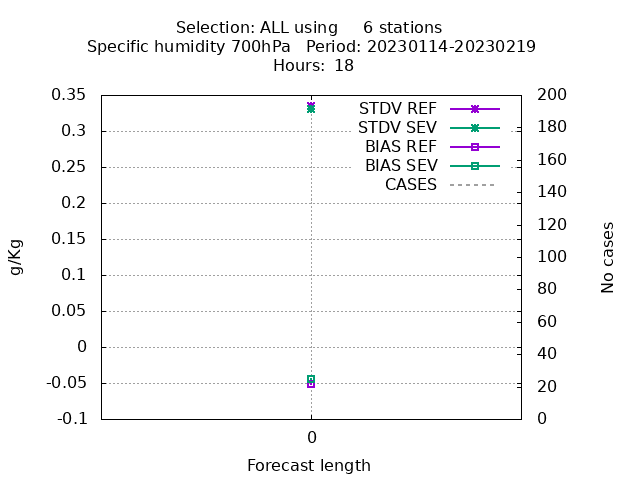 Selection: ALL using     6 stations
Specific humidity 700hPa   Period: 20230114-20230219
Hours: 18
0.35
0.3
0.25
0.2
0.15
0.1
0.05
0
-0.05
-0.1
g/Kg
STDV REF
STDV SEV
BIAS REF
BIAS SEV
CASES
200
180
160
140
120
100
80
60
40
20
0
No cases
0
Forecast length